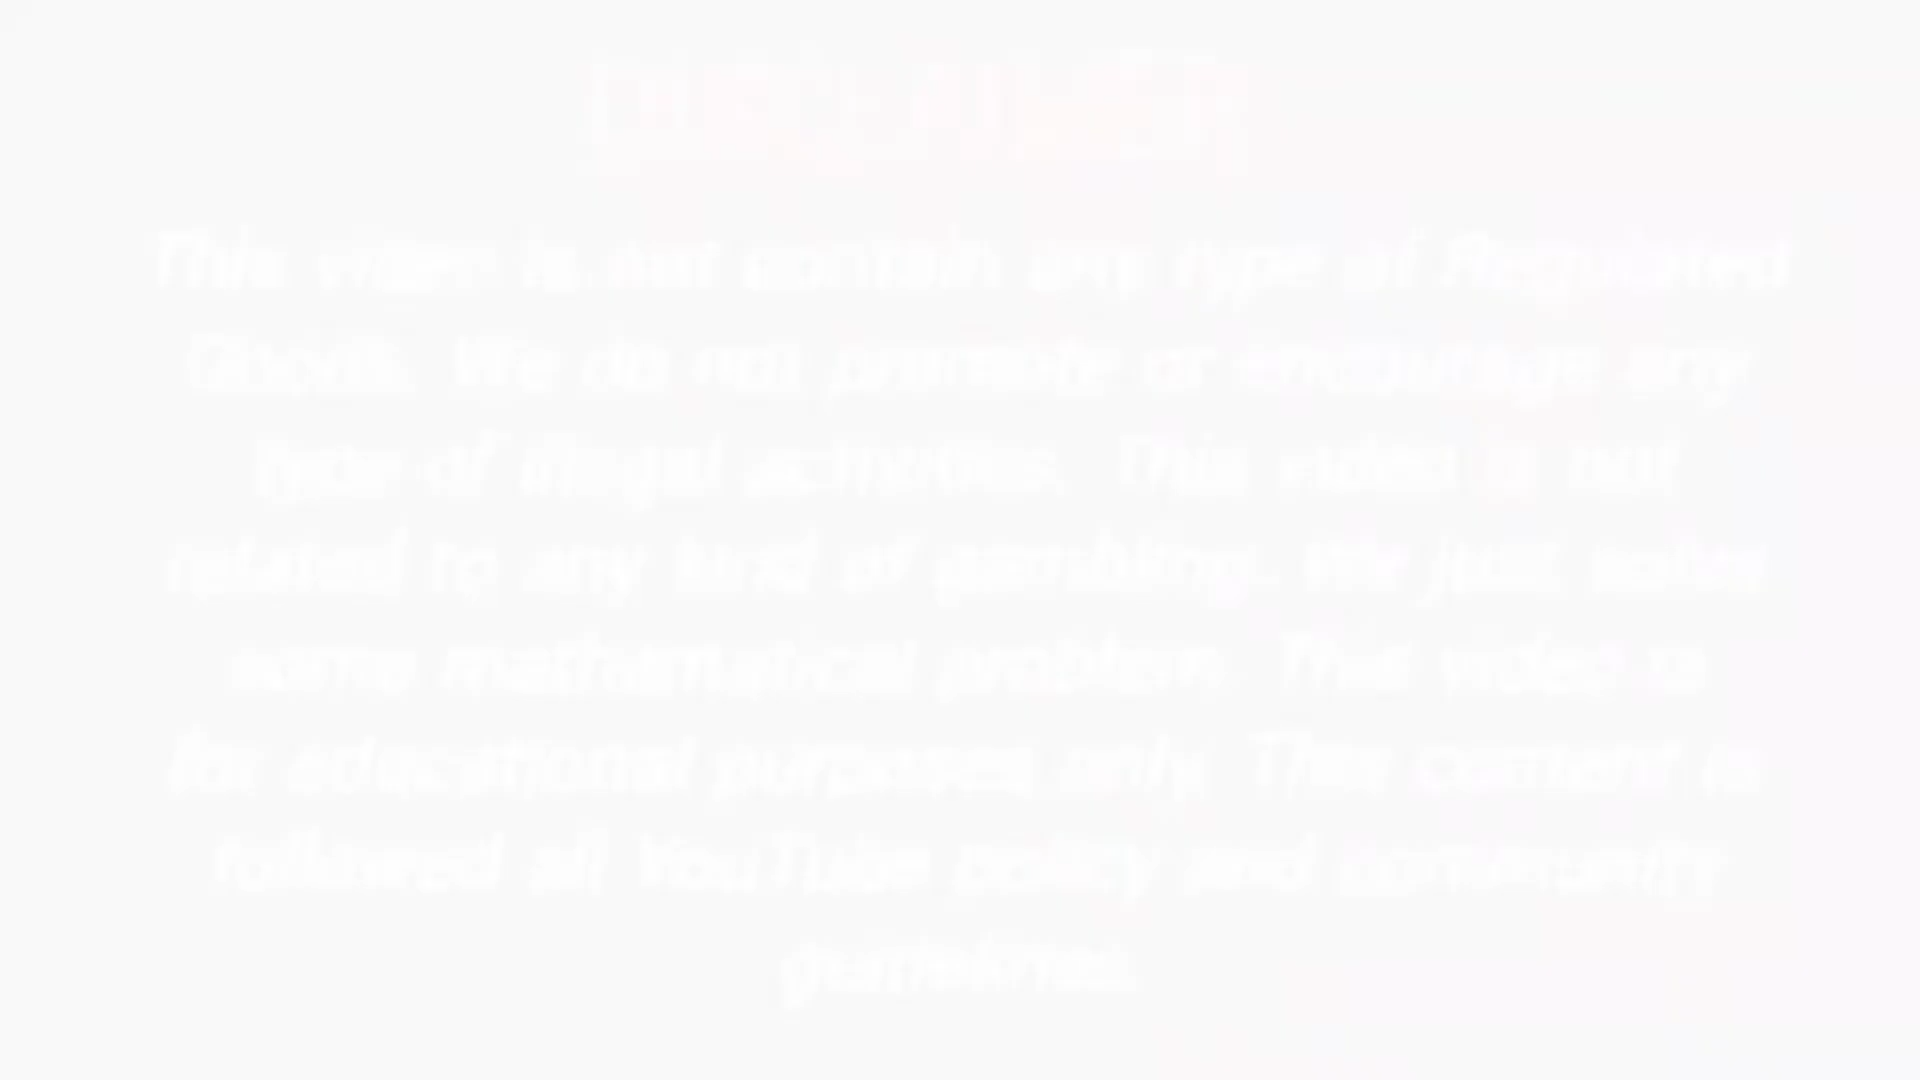 DISCLAIMER
This video is not contain any type of Regulated
Goods. We do not promote or encourage any
type of illegal activities. This video is not
related to any kind of gambling. We just solve
some mathematical problem. This video is
for educational purposes only. This content is
followed all YouTube policy and community
guidelines.